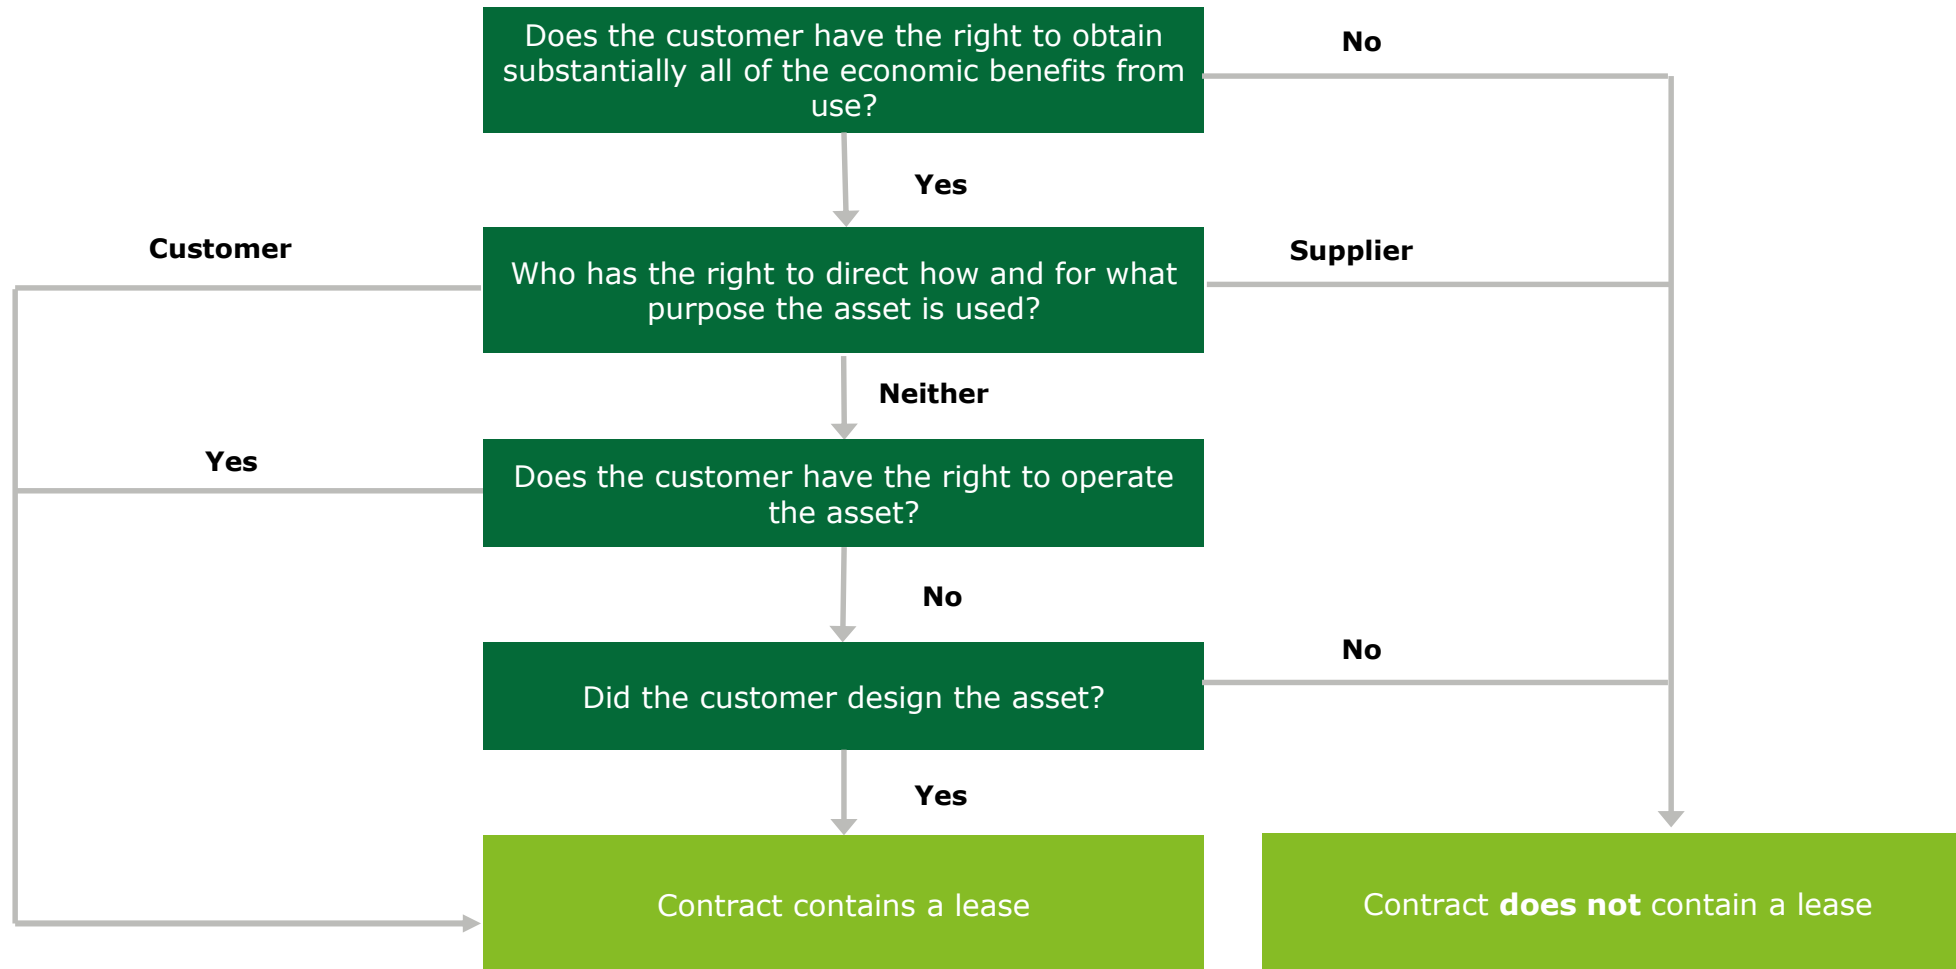 Does the customer have the right to obtain
substantially all of the economic benefits from
use?
No
Yes
Customer
Who has the right to direct how and for what
purpose the asset is used?
Supplier
Neither
Yes
Does the customer have the right to operate
the asset?
No
Did the customer design the asset?
No
Yes
Contract contains a lease
Contract does not contain a lease